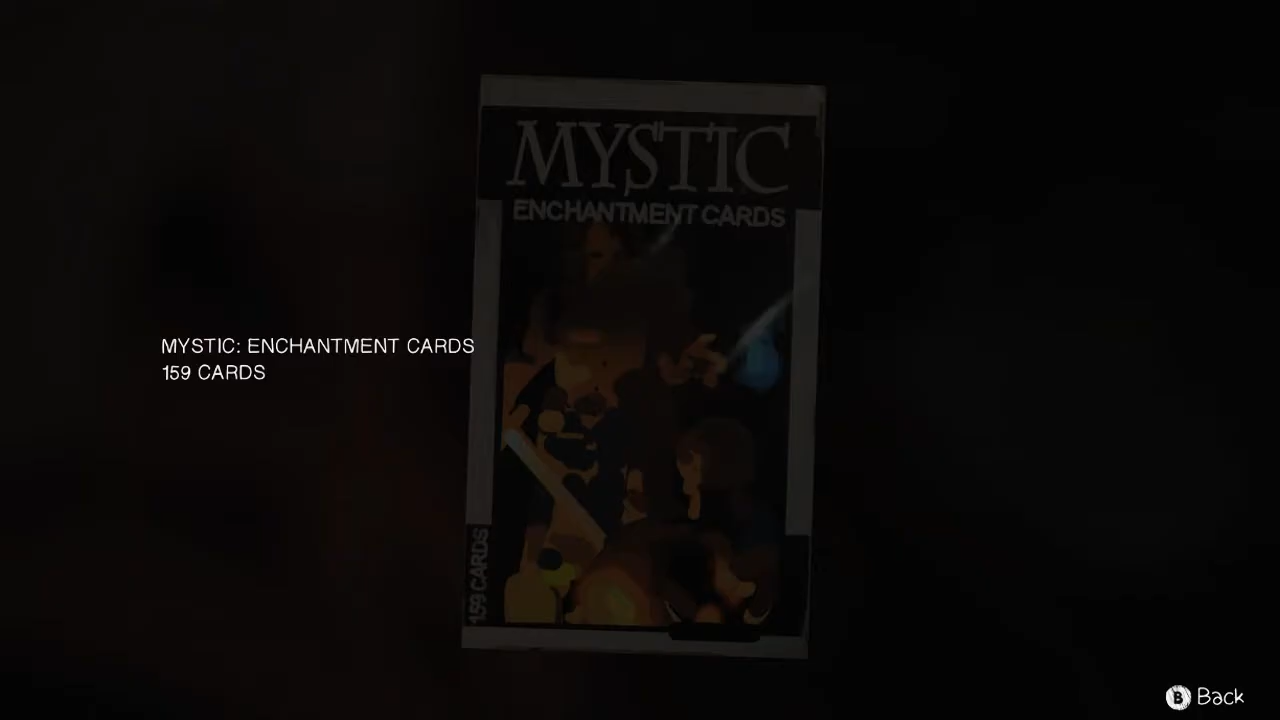 MYSTIC
ENCHANTMENT CARDS
MYSTIC: ENCHANTMENT CARDS
159 CARDS
159 CARDS
B Back